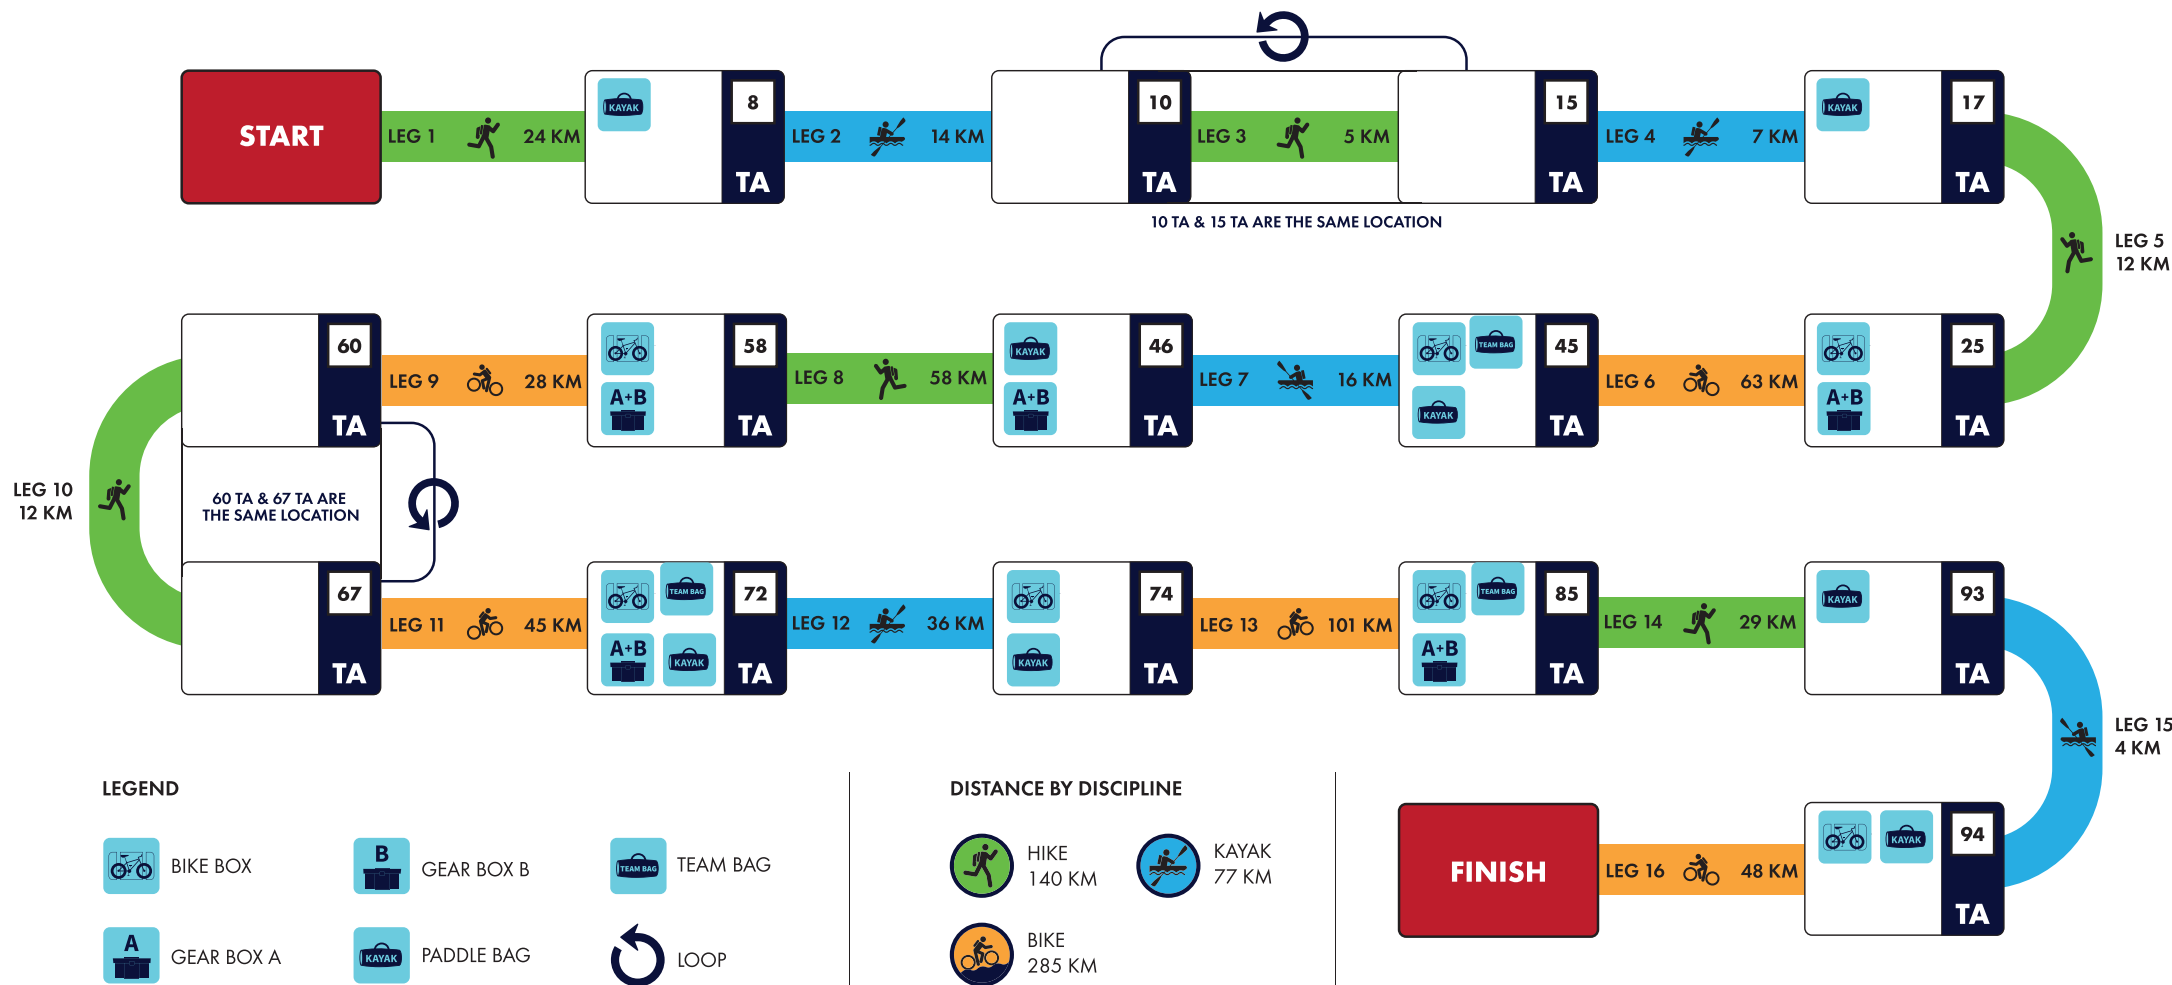 START
LEG 1 24 KM
KAYAK
8
TA
LEG 2 14 KM
10
TA
LEG 3 5 KM
15
TA
LEG 4 7 KM
KAYAK
17
TA
10 TA & 15 TA ARE THE SAME LOCATION
LEG 5
12 KM
25
A+B
TA
LEG 6 63 KM
TEAM BAG
KAYAK
45
TA
LEG 7 16 KM
KAYAK
A+B
46
TA
LEG 8 58 KM
A+B
58
TA
LEG 9 28 KM
60
TA
LEG 10
12 KM
60 TA & 67 TA ARE
THE SAME LOCATION
67
TA
LEG 11 45 KM
TEAM BAG
A+B
KAYAK
72
TA
LEG 12 36 KM
KAYAK
74
TA
LEG 13 101 KM
TEAM BAG
A+B
85
TA
LEG 14 29 KM
KAYAK
93
TA
LEG 15
4 KM
KAYAK
94
TA
LEG 16 48 KM
FINISH
LEGEND
BIKE BOX
B
GEAR BOX B
TEAM BAG
TEAM BAG
A
GEAR BOX A
KAYAK
PADDLE BAG
LOOP
DISTANCE BY DISCIPLINE
HIKE
140 KM
KAYAK
77 KM
BIKE
285 KM